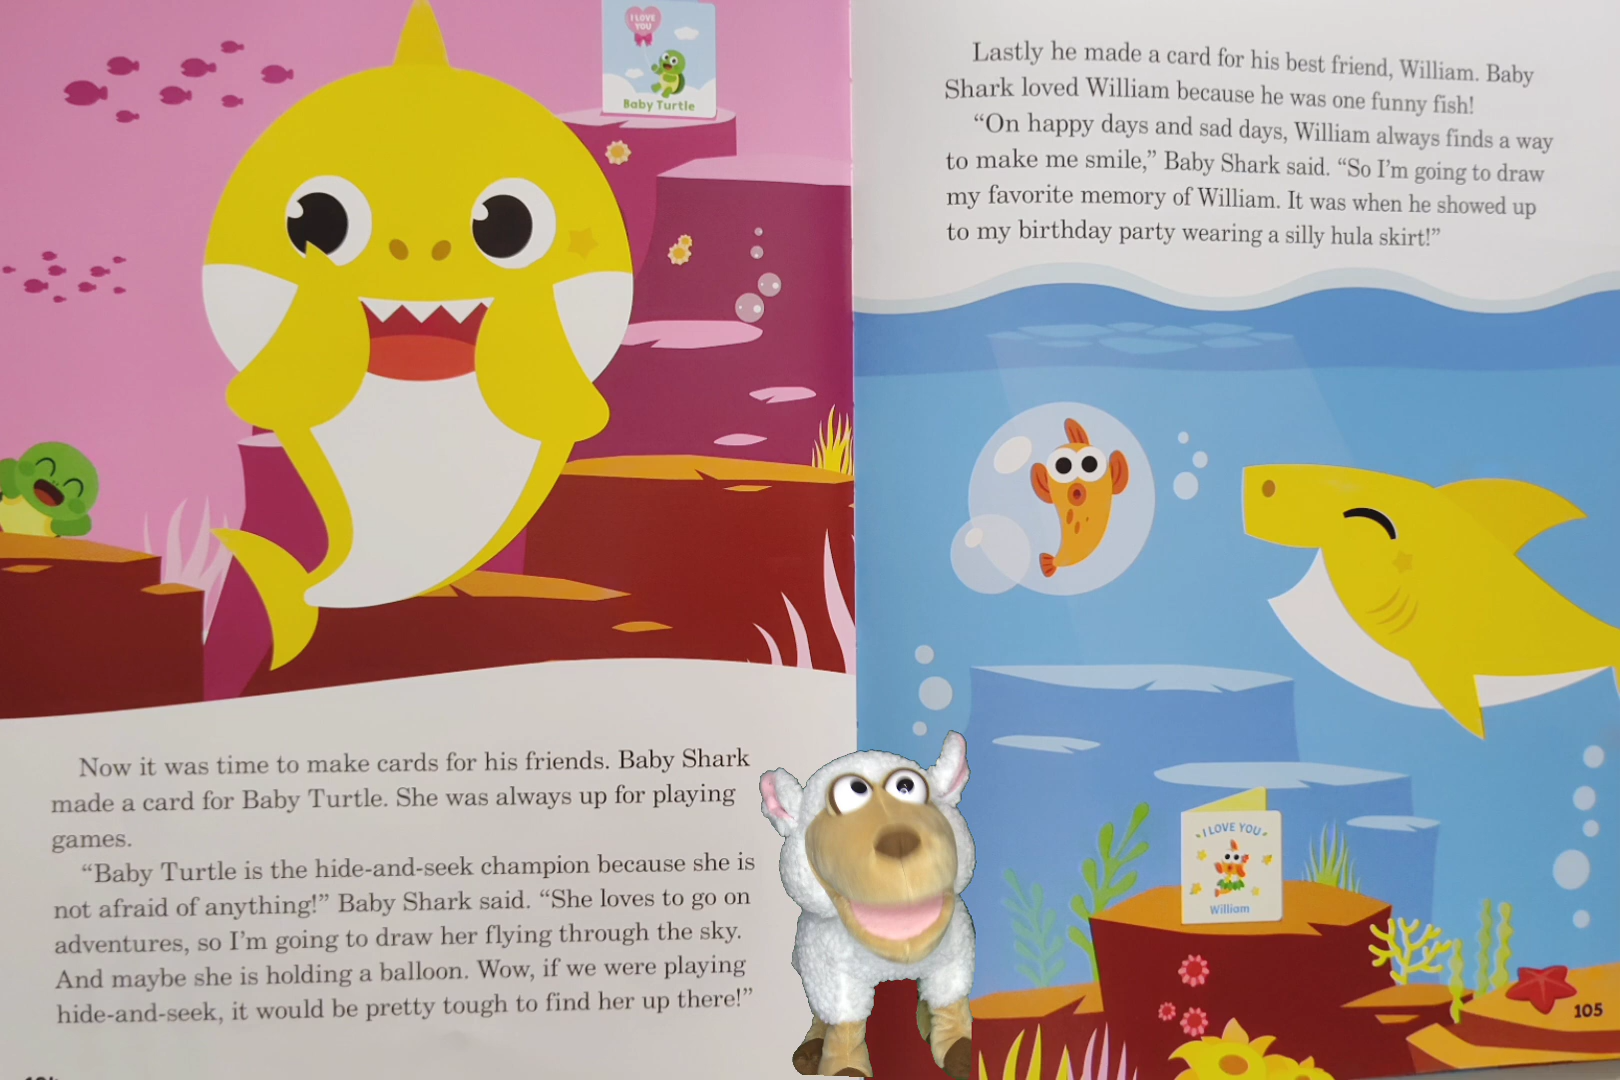 I LOVE
YOU
Baby Turtle
Now it was time to make cards for his friends. Baby Shark
made a card for Baby Turtle. She was always up for playing
games.
“Baby Turtle is the hide-and-seek champion because she is
not afraid of anything!” Baby Shark said. “She loves to go on
adventures, so I’m going to draw her flying through the sky.
And maybe she is holding a balloon. Wow, if we were playing
hide-and-seek, it would be pretty tough to find her up there!”
Lastly he made a card for his best friend, William. Baby
Shark loved William because he was one funny fish!
“On happy days and sad days, William always finds a way
to make me smile,” Baby Shark said. “So I’m going to draw
my favorite memory of William. It was when he showed up
to my birthday party wearing a silly hula skirt!”
I LOVE YOU
William
105